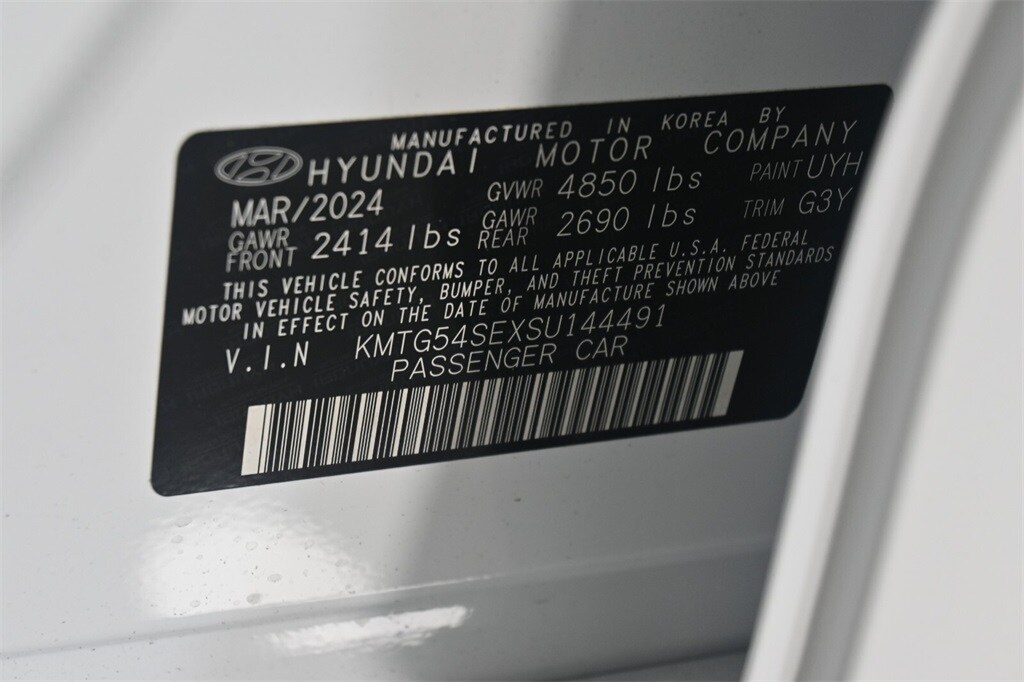 MANUFACTURED IN KOREA BY
HYUNDAI MOTOR COMPANY
MAR/2024 GVWR 4850 lbs PAINT UYH
GAWR FRONT 2414 lbs GAWR REAR 2690 lbs TRIM G3Y
THIS VEHICLE CONFORMS TO ALL APPLICABLE U.S.A. FEDERAL
MOTOR VEHICLE SAFETY, BUMPER, AND THEFT PREVENTION STANDARDS
IN EFFECT ON THE DATE OF MANUFACTURE SHOWN ABOVE
V.I.N KMTG54SEXSU144491
PASSENGER CAR